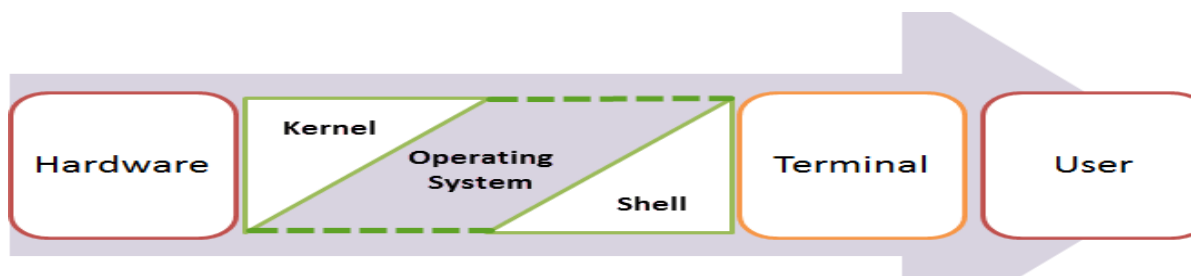 Hardware
Kernel
Operating
System
Shell
Terminal
User